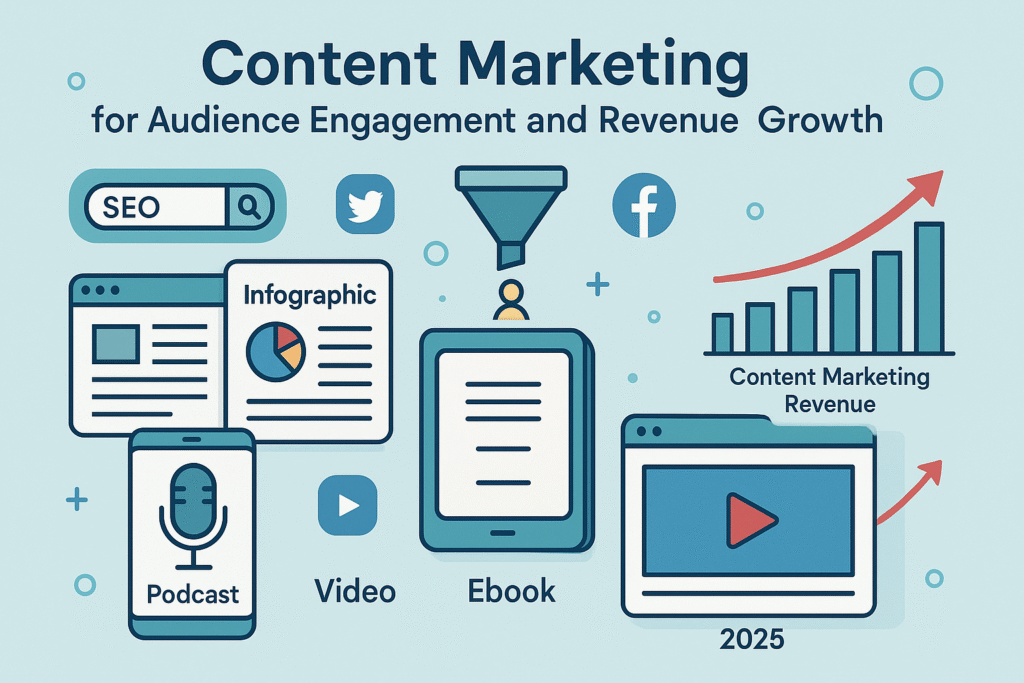 Content Marketing
for Audience Engagement and Revenue Growth
SEO
Infographic
Content Marketing
Revenue
Podcast
Video
Ebook
2025